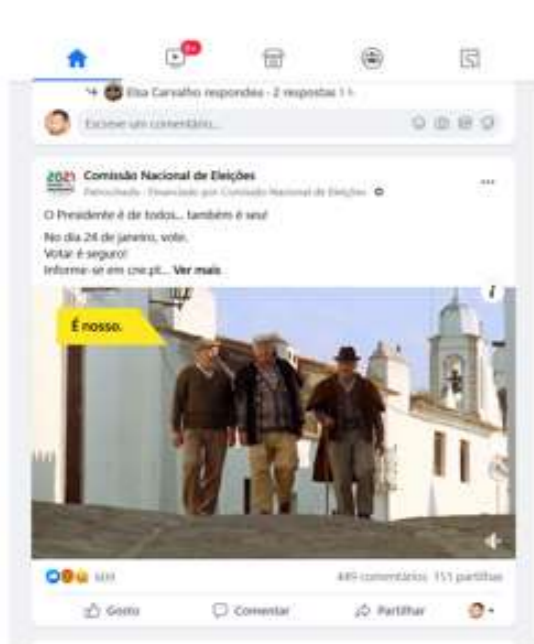 9+
Elsa Carvalho respondeu · 2 respostas 1 h
Escreve um comentário...
2021
Comissão Nacional de Eleições
Patrocinado · Financiado por Comissão Nacional de Eleições
O Presidente é de todos... também é seu!
No dia 24 de janeiro, vote.
Votar é seguro!
Informe-se em cne.pt... Ver mais
É nosso.
449 comentários 151 partilhas
Gosto Comentar Partilhar